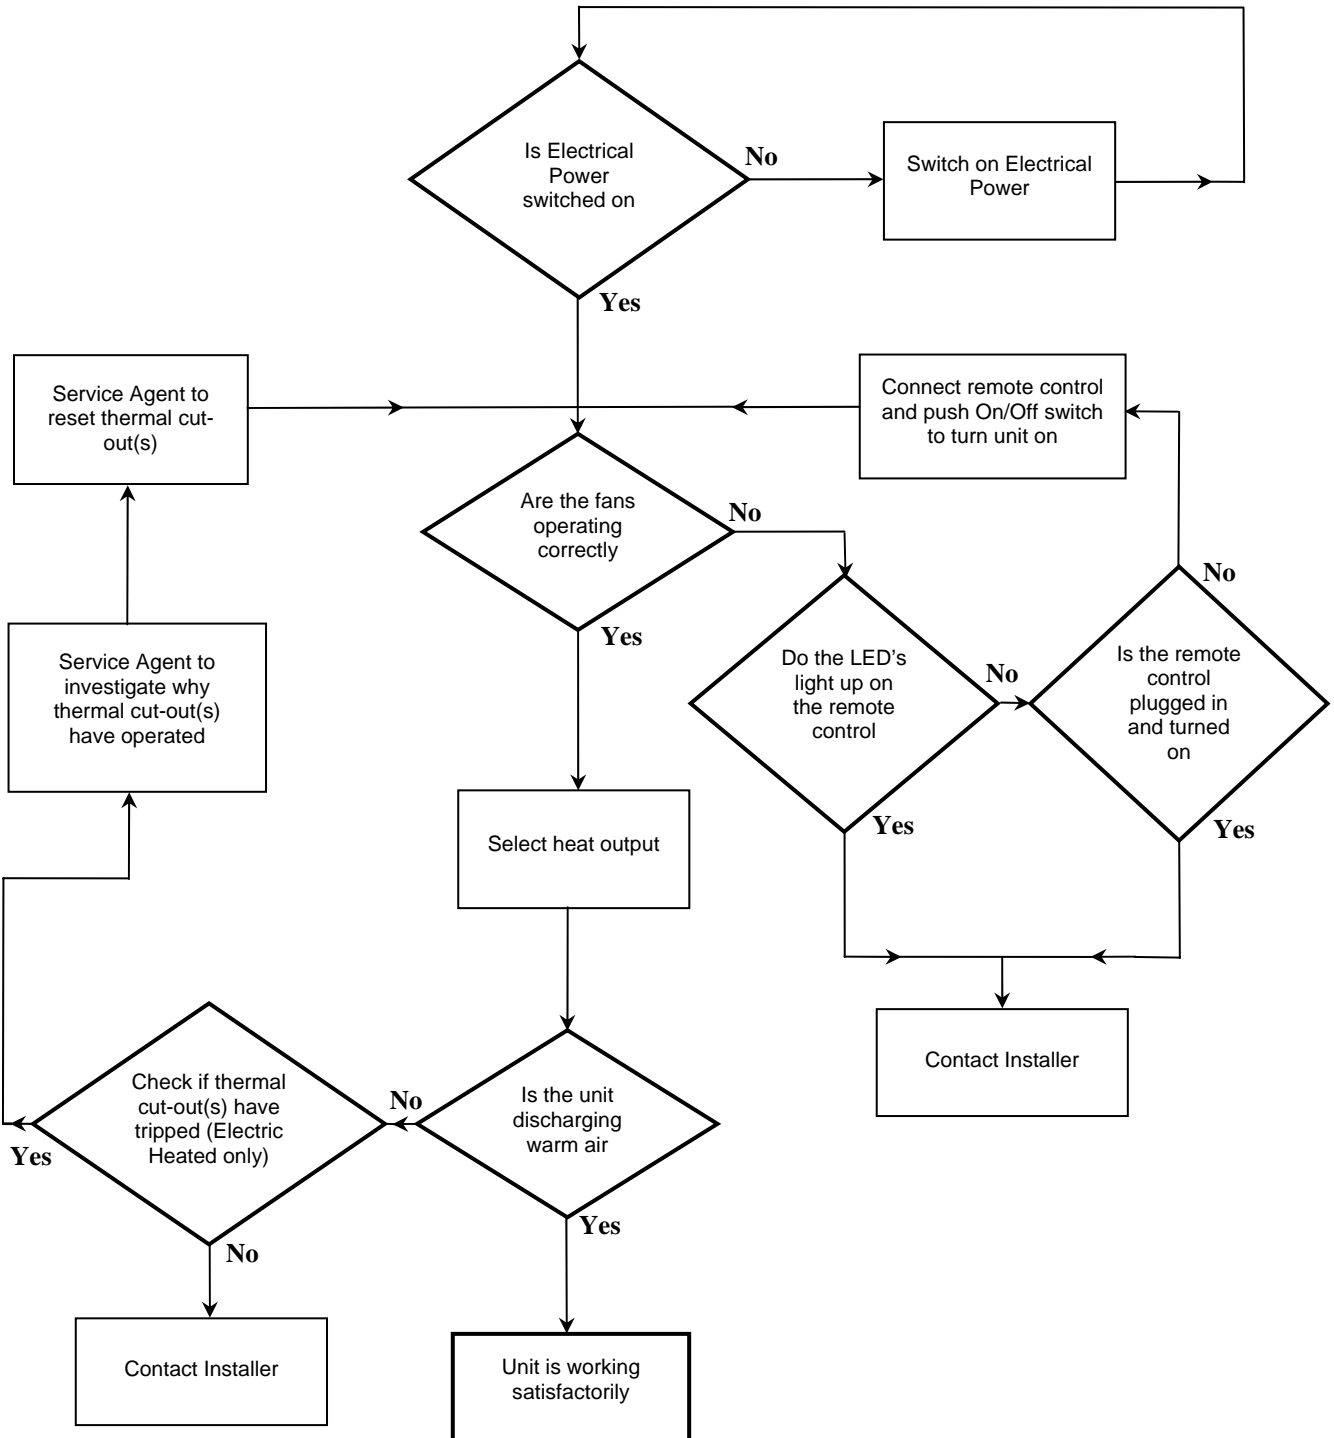 Is Electrical
Power
switched on
No
Switch on Electrical
Power
Yes
Service Agent to
reset thermal cut-
out(s)
Connect remote control
and push On/Off switch
to turn unit on
Are the fans
operating
correctly
No
Yes
No
Service Agent to
investigate why
thermal cut-out(s)
have operated
Do the LED’s
light up on
the remote
control
No
Is the remote
control
plugged in
and turned
on
Yes
Yes
Select heat output
Contact Installer
Check if thermal
cut-out(s) have
tripped (Electric
Heated only)
No
Is the unit
discharging
warm air
Yes
Yes
No
Contact Installer
Unit is working
satisfactorily